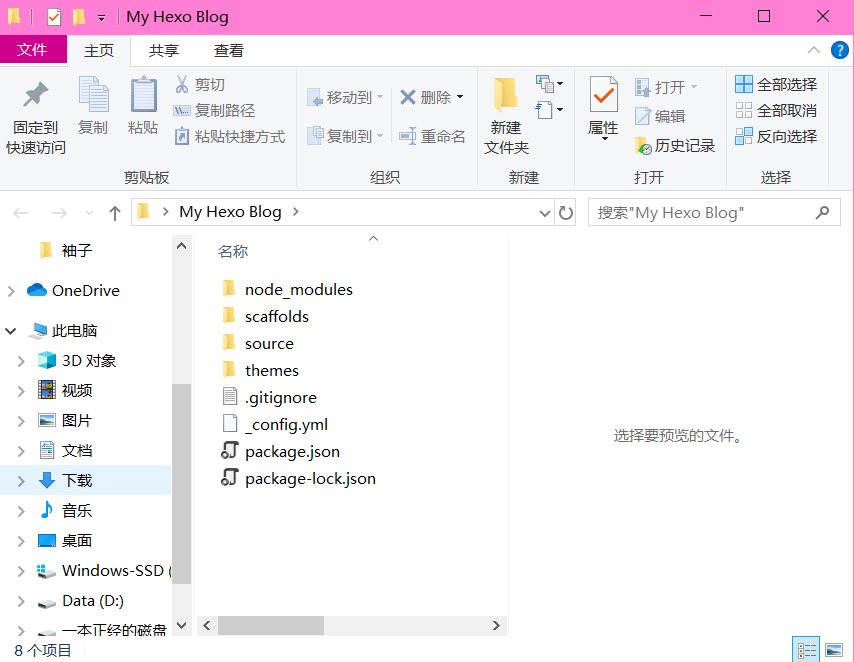 My Hexo Blog
文件 主页 共享 查看
固定到
快速访问
复制
粘贴
剪切
复制路径
粘贴快捷方式
剪贴板
移动到
复制到
删除
重命名
组织
新建
文件夹
新建
属性
打开
编辑
历史记录
打开
全部选择
全部取消
反向选择
选择
My Hexo Blog
搜索"My Hexo Blog"
袖子
OneDrive
此电脑
3D 对象
视频
图片
文档
下载
音乐
桌面
Windows-SSD (
Data (D:)
一本正经的磁盘
名称
node_modules
scaffolds
source
themes
.gitignore
_config.yml
package.json
package-lock.json
选择要预览的文件。
8 个项目